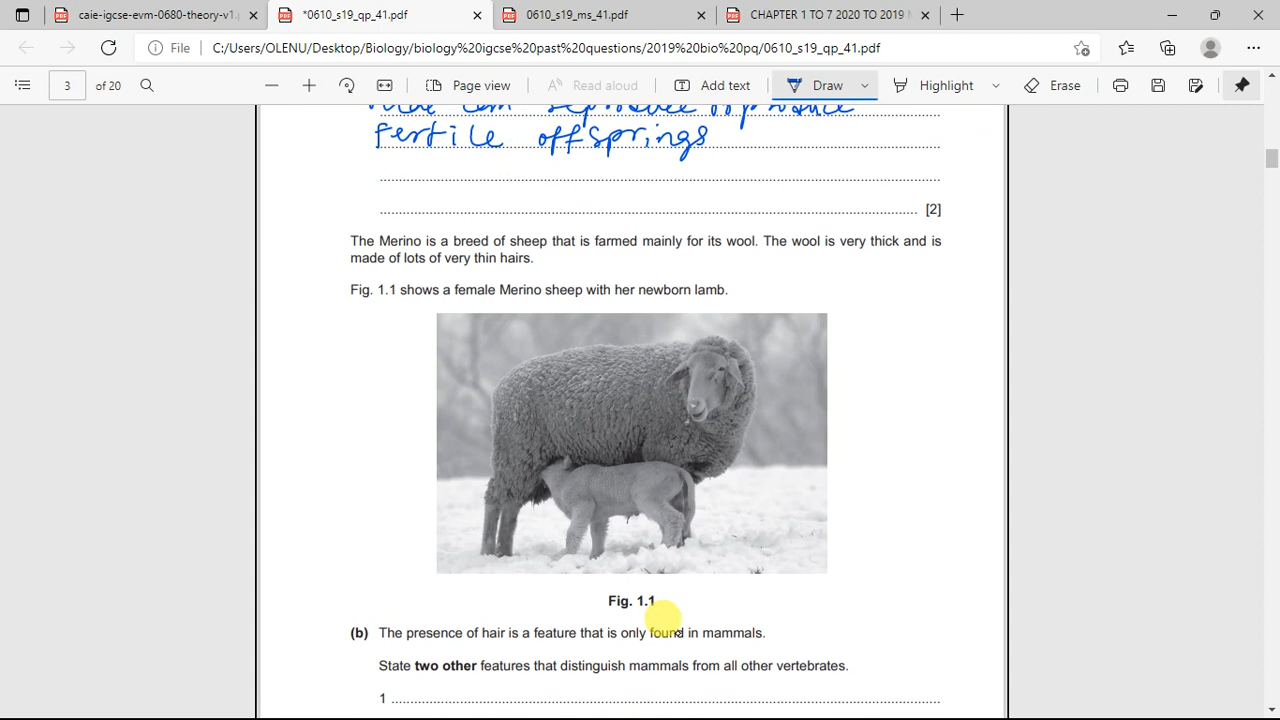 caie-igcse-evm-0680-theory-v1.
*0610_s19_qp_41.pdf
0610_s19_ms_41.pdf
CHAPTER 1 TO 7 2020 TO 2019
File
C:/Users/OLENU/Desktop/Biology/biology%20igcse%20past%20questions/2019%20bio%20pq/0610_s19_qp_41.pdf
3 of 20
Page view
Read aloud
Add text
Draw
Highlight
Erase
fertile offsprings
[2]
The Merino is a breed of sheep that is farmed mainly for its wool. The wool is very thick and is
made of lots of very thin hairs.
Fig. 1.1 shows a female Merino sheep with her newborn lamb.
Fig. 1.1
(b) The presence of hair is a feature that is only found in mammals.
State two other features that distinguish mammals from all other vertebrates.
1